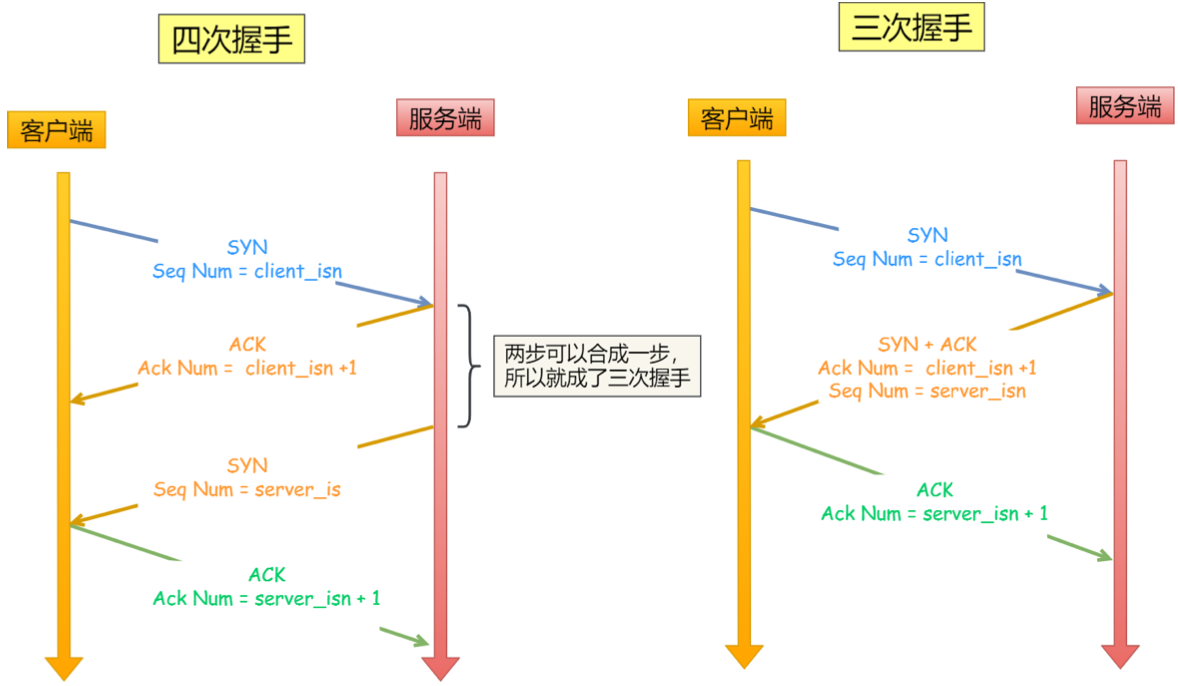 四次握手
客户端
服务端
SYN
Seq Num = client_isn
ACK
Ack Num = client_isn +1
两步可以合成一步，
所以就成了三次握手
SYN
Seq Num = server_is
ACK
Ack Num = server_isn + 1
三次握手
客户端
服务端
SYN
Seq Num = client_isn
SYN + ACK
Ack Num = client_isn +1
Seq Num = server_isn
ACK
Ack Num = server_isn + 1